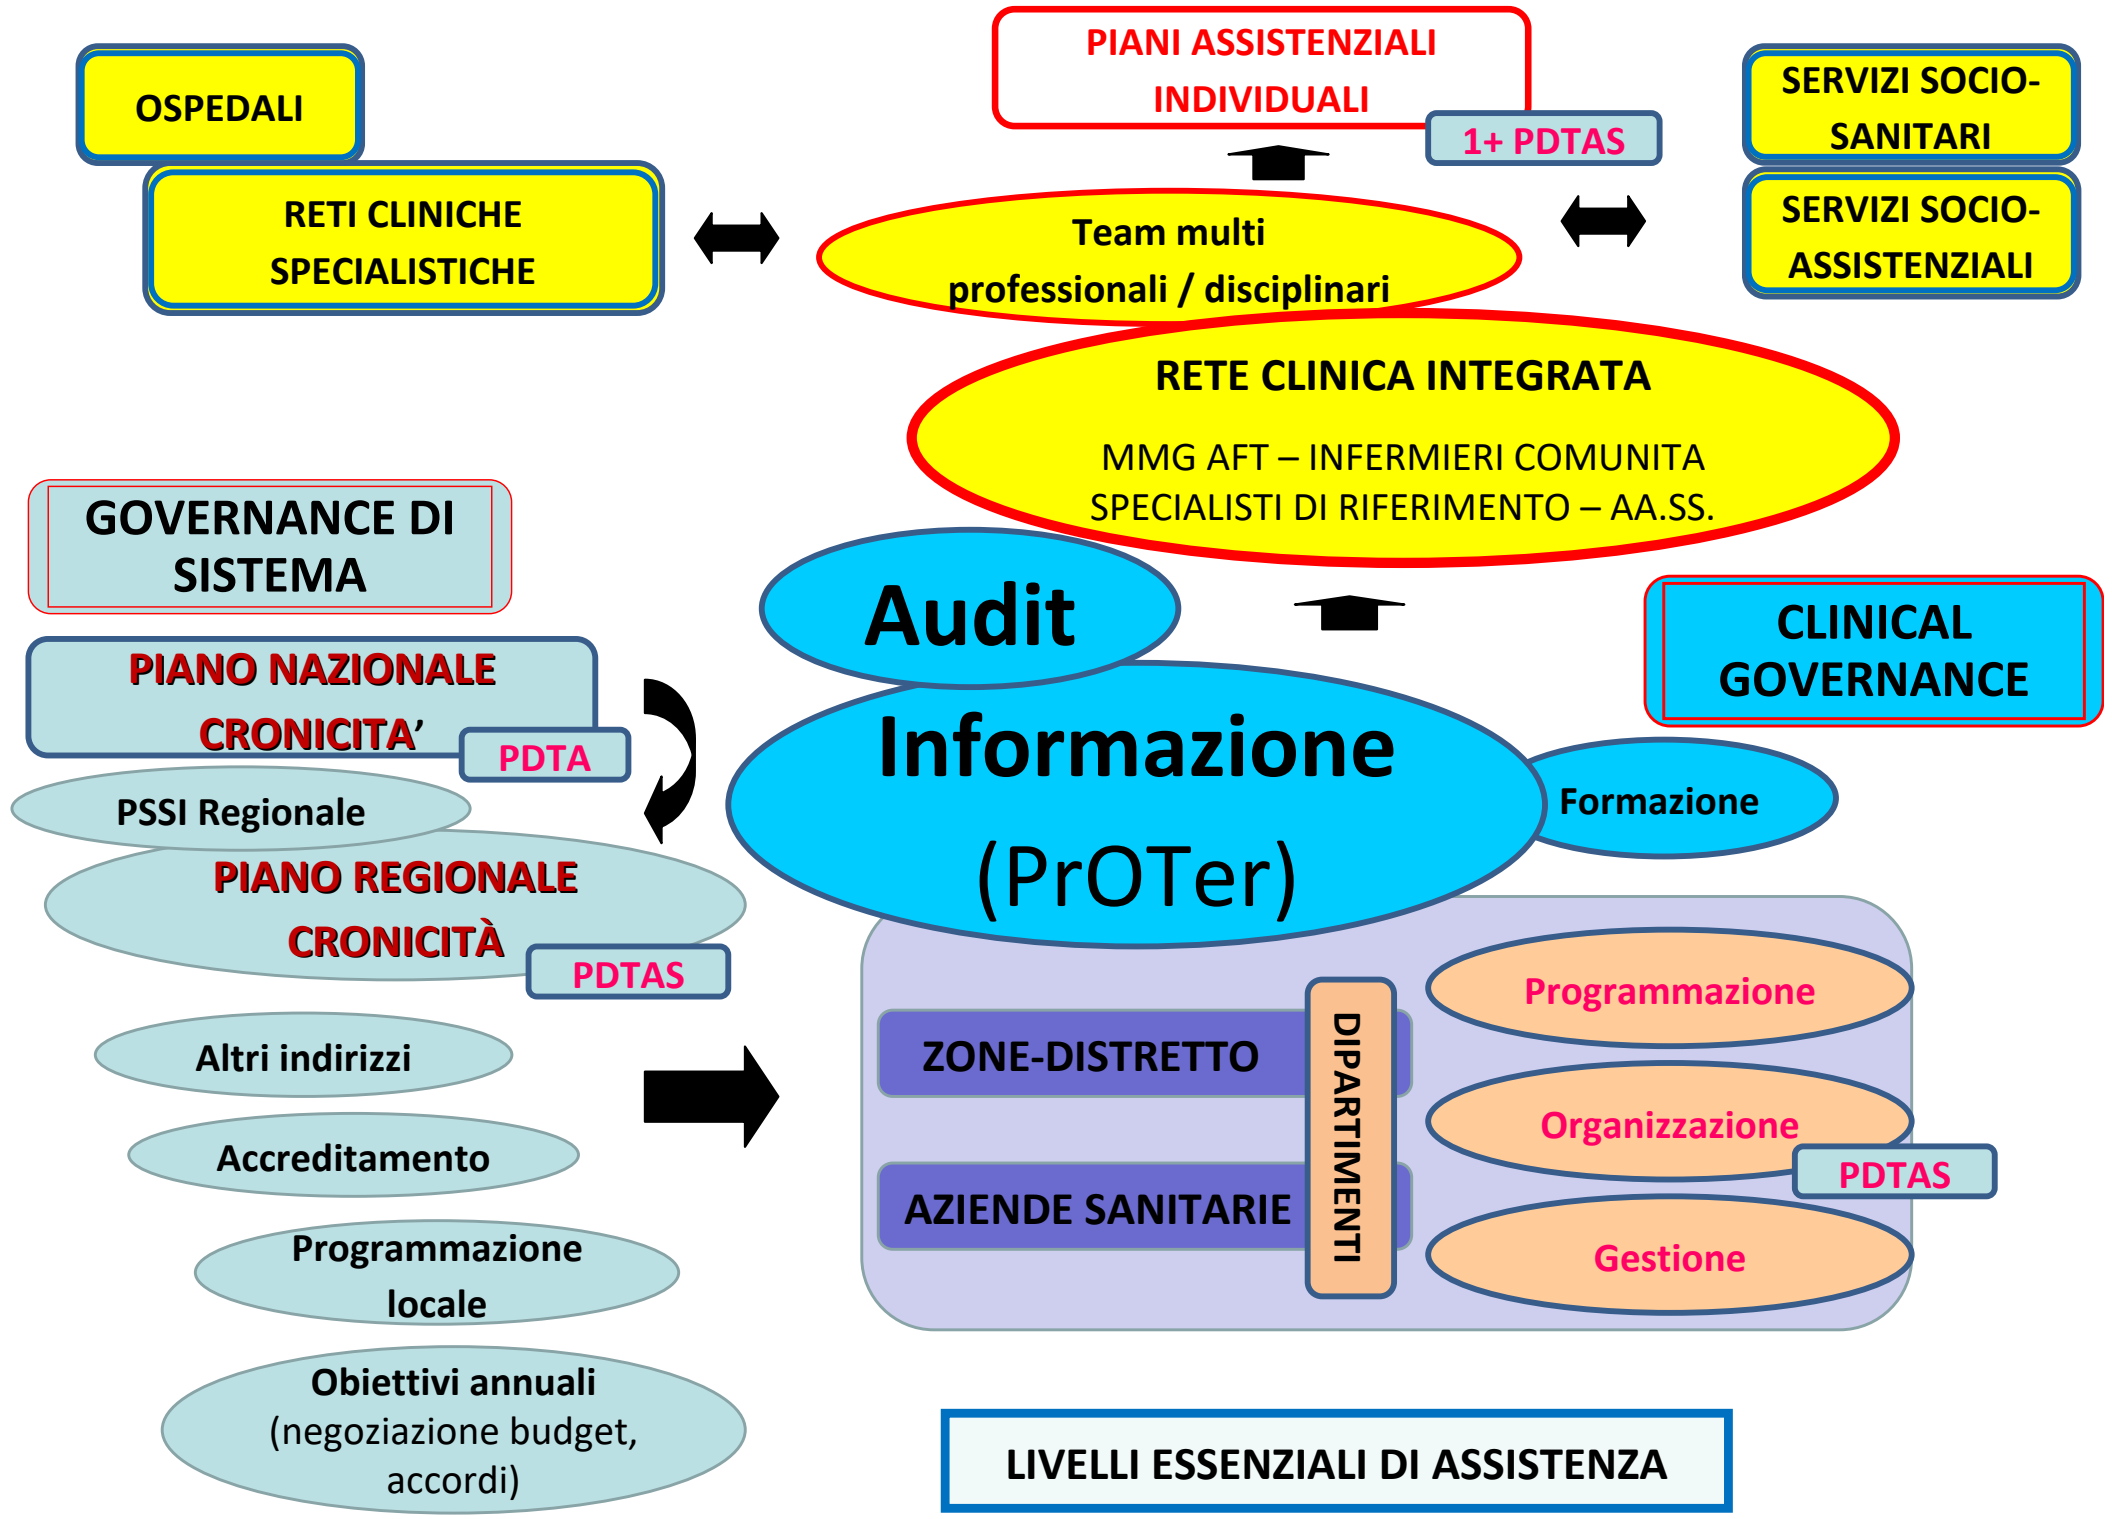 PIANI ASSISTENZIALI
INDIVIDUALI
1+ PDTAS
OSPEDALI
RETI CLINICHE
SPECIALISTICHE
SERVIZI SOCIO-
SANITARI
SERVIZI SOCIO-
ASSISTENZIALI
Team multi
professionali / disciplinari
RETE CLINICA INTEGRATA
MMG AFT – INFERMIERI COMUNITA
SPECIALISTI DI RIFERIMENTO – AA.SS.
GOVERNANCE DI
SISTEMA
PIANO NAZIONALE
CRONICITA’
PDTA
PSSI Regionale
PIANO REGIONALE
CRONICITÀ
PDTAS
Altri indirizzi
Accreditamento
Programmazione
locale
Obiettivi annuali
(negoziazione budget,
accordi)
Audit
Informazione
(PrOTer)
CLINICAL
GOVERNANCE
Formazione
ZONE-DISTRETTO
AZIENDE SANITARIE
DIPARTIMENTI
Programmazione
Organizzazione
PDTAS
Gestione
LIVELLI ESSENZIALI DI ASSISTENZA